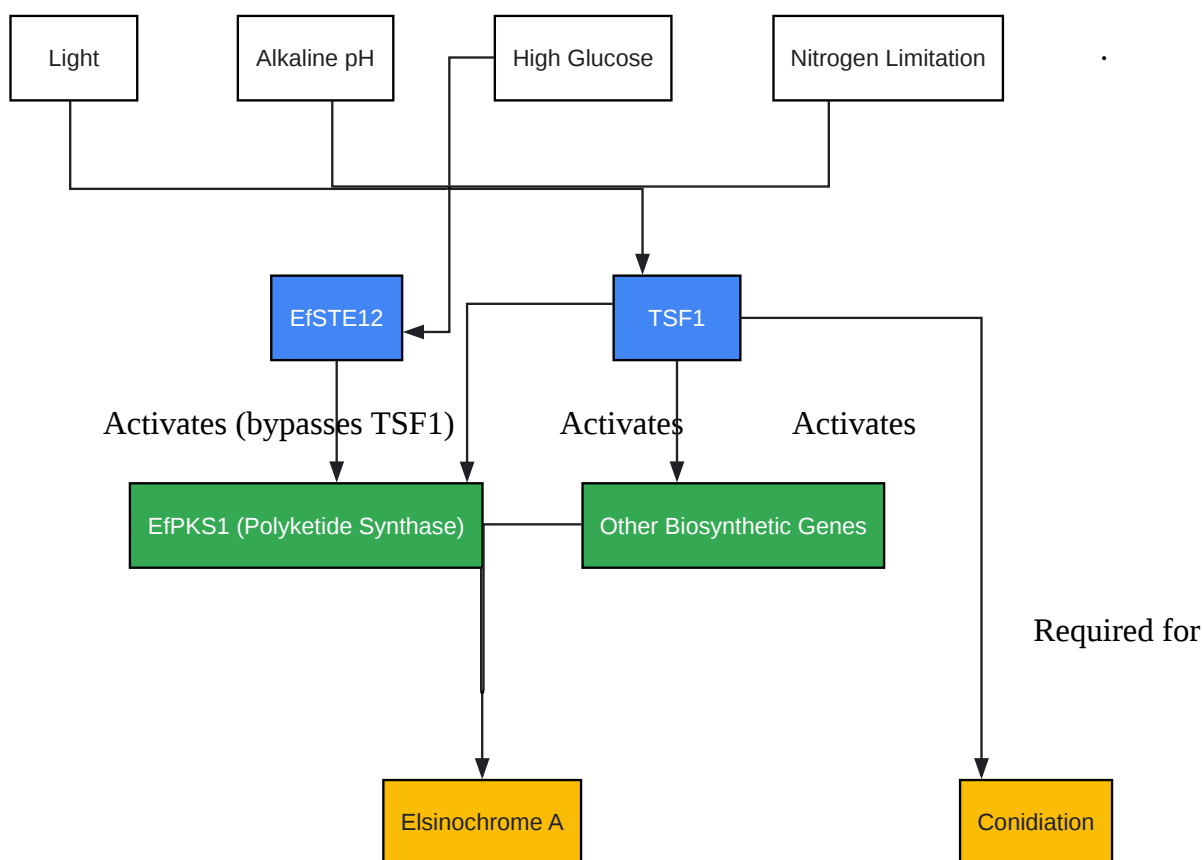 Light
Alkaline pH
High Glucose
Nitrogen Limitation
.
EfSTE12
TSF1
Activates (bypasses TSF1)
Activates
Activates
EfPKS1 (Polyketide Synthase)
Other Biosynthetic Genes
Required for
Elsinochrome A
Conidiation